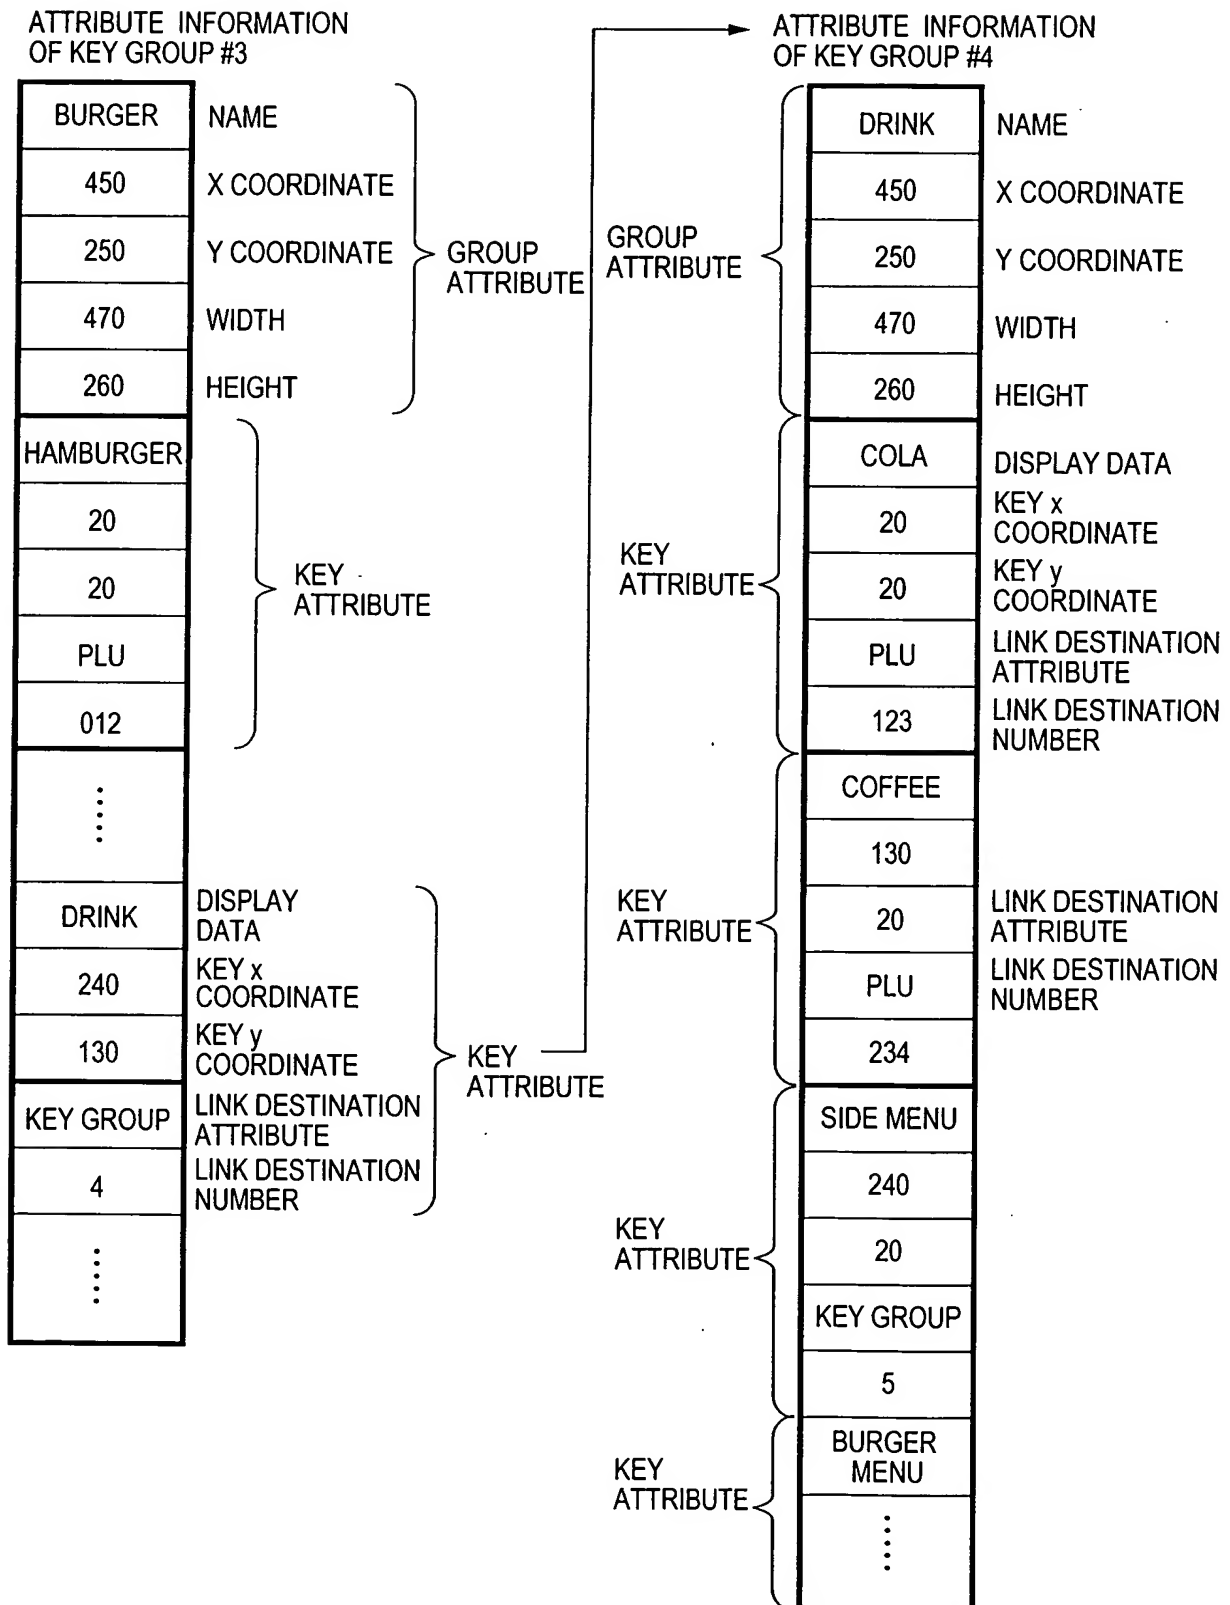 ATTRIBUTE INFORMATION
OF KEY GROUP #3
BURGER
NAME
450
X COORDINATE
250
Y COORDINATE
470
WIDTH
260
HEIGHT
GROUP
ATTRIBUTE
HAMBURGER
20
20
PLU
012
KEY
ATTRIBUTE
DRINK
DISPLAY
DATA
240
KEY x
COORDINATE
130
KEY y
COORDINATE
KEY GROUP
LINK DESTINATION
ATTRIBUTE
4
LINK DESTINATION
NUMBER
KEY
ATTRIBUTE
ATTRIBUTE INFORMATION
OF KEY GROUP #4
GROUP
ATTRIBUTE
DRINK
NAME
450
X COORDINATE
250
Y COORDINATE
470
WIDTH
260
HEIGHT
KEY
ATTRIBUTE
COLA
DISPLAY DATA
20
KEY x
COORDINATE
20
KEY y
COORDINATE
PLU
LINK DESTINATION
ATTRIBUTE
123
LINK DESTINATION
NUMBER
KEY
ATTRIBUTE
COFFEE
130
20
LINK DESTINATION
ATTRIBUTE
PLU
LINK DESTINATION
NUMBER
234
KEY
ATTRIBUTE
SIDE MENU
240
20
KEY GROUP
5
KEY
ATTRIBUTE
BURGER
MENU